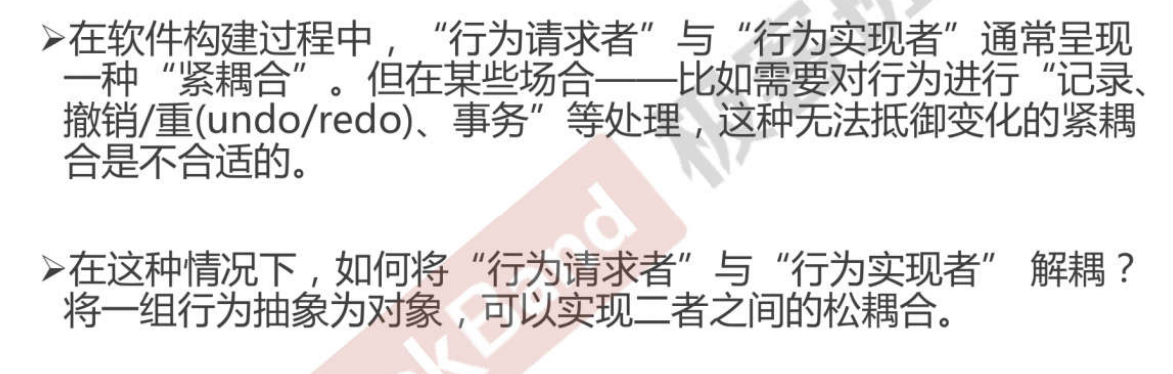 ➢在软件构建过程中，“行为请求者”与“行为实现者”通常呈现
一种“紧耦合”。但在某些场合——比如需要对行为进行“记录、
撤销/重(undo/redo)、事务”等处理，这种无法抵御变化的紧耦
合是不合适的。
➢在这种情况下，如何将“行为请求者”与“行为实现者” 解耦？
将一组行为抽象为对象，可以实现二者之间的松耦合。